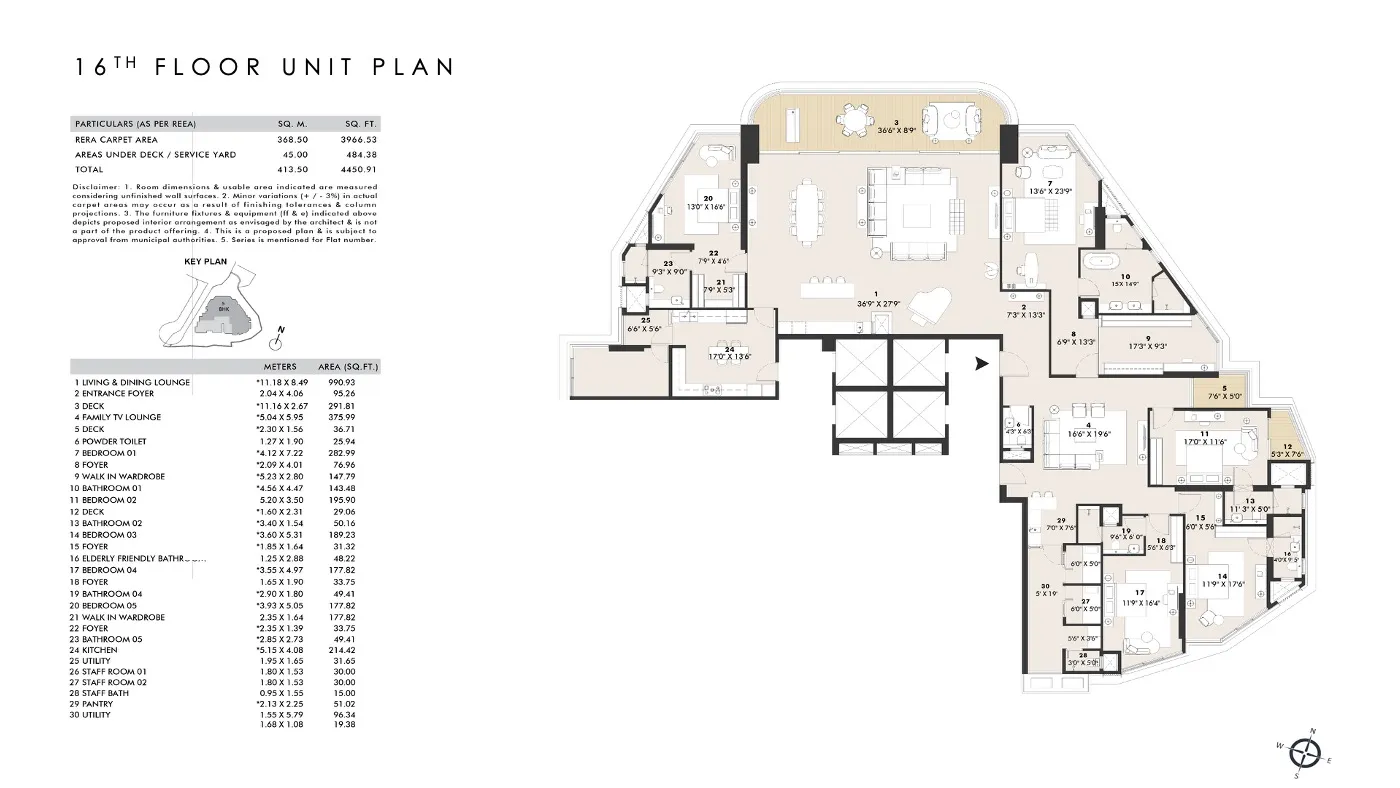 16TH FLOOR UNIT PLAN
PARTICULARS (AS PER REEA) SQ. M. SQ. FT.
RERA CARPET AREA 368.50 3966.53
AREAS UNDER DECK / SERVICE YARD 45.00 484.38
TOTAL 413.50 4450.91
Disclaimer: 1. Room dimensions & usable area indicated are measured
considering unfinished wall surfaces. 2. Minor variations (+ / - 3%) in actual
carpet areas may occur as a result of finishing tolerances & column
projections. 3. The furniture fixtures & equipment (ff & e) indicated above
depicts proposed interior arrangement as envisaged by the architect & is not
a part of the product offering. 4. This is a proposed plan & is subject to
approval from municipal authorities. 5. Series is mentioned for Flat number.
KEY PLAN
BHK
N
METERS AREA (SQ.FT.)
1 LIVING & DINING LOUNGE *11.18 X 8.49 990.93
2 ENTRANCE FOYER 2.04 X 4.06 95.26
3 DECK *11.16 X 2.67 291.81
4 FAMILY TV LOUNGE *5.04 X 5.95 375.99
5 DECK *2.30 X 1.56 36.71
6 POWDER TOILET 1.27 X 1.90 25.94
7 BEDROOM 01 *4.12 X 7.22 282.99
8 FOYER *2.09 X 4.01 76.96
9 WALK IN WARDROBE *5.23 X 2.80 147.79
10 BATHROOM 01 *4.56 X 4.47 143.48
11 BEDROOM 02 5.20 X 3.50 195.90
12 DECK *1.60 X 2.31 29.06
13 BATHROOM 02 *3.40 X 1.54 50.16
14 BEDROOM 03 *3.60 X 5.31 189.23
15 FOYER *1.85 X 1.64 31.32
16 ELDERLY FRIENDLY BATHR 1.25 X 2.88 48.22
17 BEDROOM 04 *3.55 X 4.97 177.82
18 FOYER 1.65 X 1.90 33.75
19 BATHROOM 04 *2.90 X 1.80 49.41
20 BEDROOM 05 *3.93 X 5.05 177.82
21 WALK IN WARDROBE 2.35 X 1.64 177.82
22 FOYER *2.35 X 1.39 33.75
23 BATHROOM 05 *2.85 X 2.73 49.41
24 KITCHEN *5.15 X 4.08 214.42
25 UTILITY 1.95 X 1.65 31.65
26 STAFF ROOM 01 1.80 X 1.53 30.00
27 STAFF ROOM 02 1.80 X 1.53 30.00
28 STAFF BATH 0.95 X 1.55 15.00
29 PANTRY *2.13 X 2.25 51.02
30 UTILITY 1.55 X 5.79 96.34
1.68 X 1.08 19.38
3
36'6" X 8'9"
20
13'0" X 16'6"
7
13'6" X 23'9"
22
7'9" X 4'6"
23
9'3" X 9'0"
21
7'9" X 5'3"
10
15'X 14'9"
1
36'9" X 27'9"
2
7'3" X 13'3"
25
6'6" X 5'6"
8
6'9" X 13'3"
9
17'3" X 9'3"
24
17'0" X 13'6"
5
7'6" X 5'0"
6
4'3" X 6'3"
4
16'6" X 19'6"
11
17'0" X 11'6"
12
5'3" X 7'6"
13
11' 3" X 5'0"
29
7'0" X 7'6"
19
9'6" X 6' 0"
18
5'6" X 6'3"
15
6'0" X 5'6"
16
4'0"X 9' 5"
6'0" X 5'0"
14
11'9" X 17'6"
30
5' X 19'
17
11'9" X 16'4"
27
6'0" X 5'0"
5'6" X 3'6"
28
3'0" X 5'0"
N
W
E
S